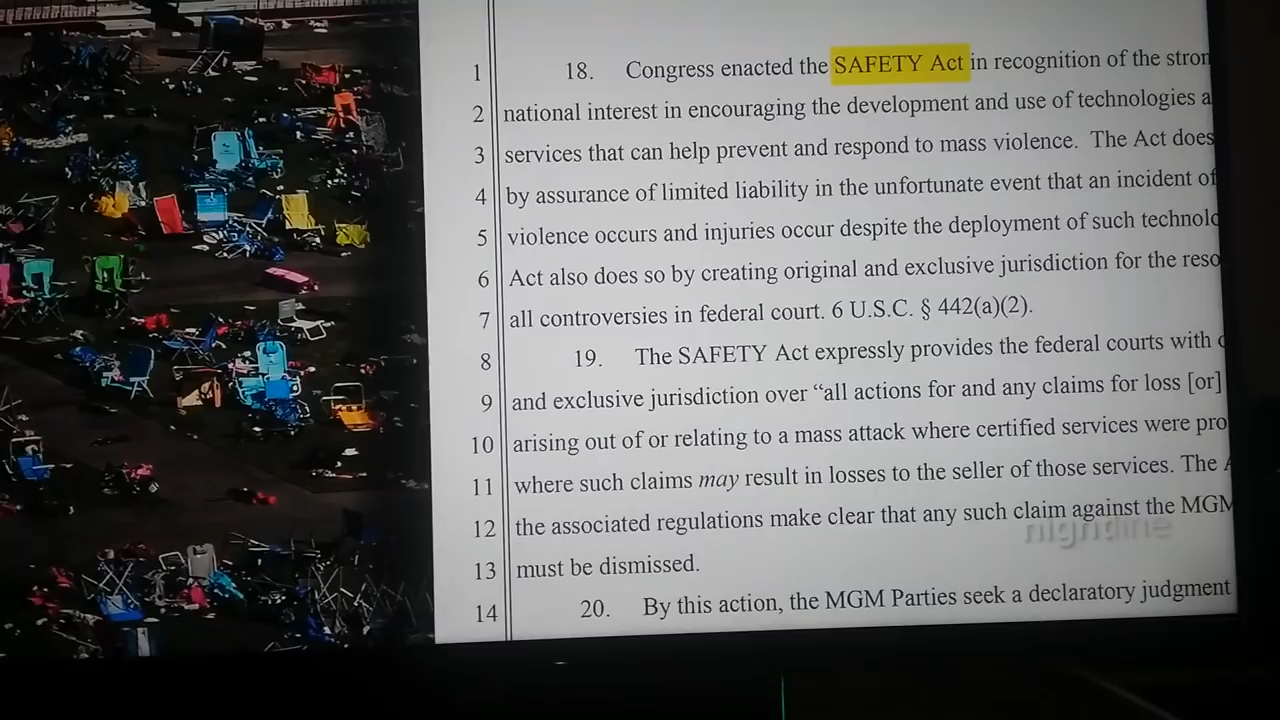 1 18. Congress enacted the SAFETY Act in recognition of the
2 national interest in encouraging the development and use of technologies
3 services that can help prevent and respond to mass violence. The Act does
4 by assurance of limited liability in the unfortunate event that an incident of
5 violence occurs and injuries occur despite the deployment of such
6 Act also does so by creating original and exclusive jurisdiction for the
7 all controversies in federal court. 6 U.S.C. § 442(a)(2).
8 19. The SAFETY Act expressly provides the federal courts with
9 and exclusive jurisdiction over “all actions for and any claims for loss [or]
10 arising out of or relating to a mass attack where certified services were
11 where such claims may result in losses to the seller of those services. The
12 the associated regulations make clear that any such claim against the MGM
nightline
13 must be dismissed.
14 20. By this action, the MGM Parties seek a declaratory judgment